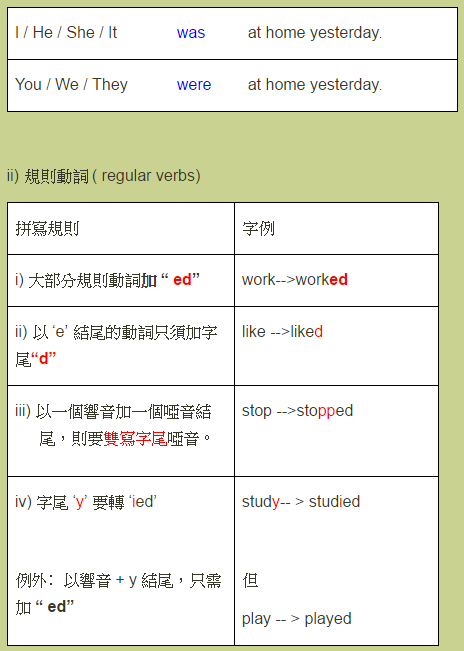 I / He / She / It was at home yesterday.
You / We / They were at home yesterday.
ii) 規則動詞 ( regular verbs)
拼寫規則 字例
i) 大部分規則動詞加 “ ed” work-->worked
ii) 以 ‘e’ 結尾的動詞只須加字 like -->liked
尾“d”
iii) 以一個響音加一個啞音結 stop -->stopped
尾，則要雙寫字尾啞音。
iv) 字尾 ‘y’ 要轉 ‘ied’ study-- > studied
例外： 以響音 + y 結尾，只需 但
加 “ ed” play -- > played